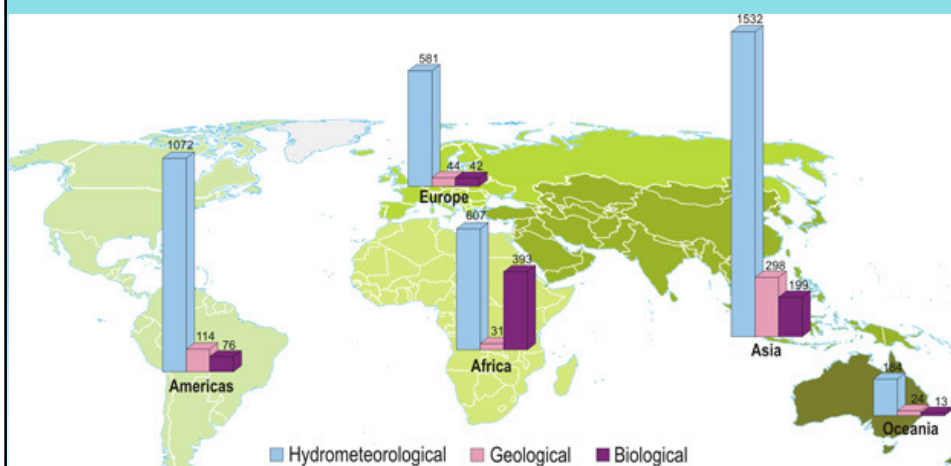 1532
581
1072
44 42
Europe
607
393
298
199
31
114
76
Americas
Africa
Asia
184
24 13
Oceania
Hydrometeorological Geological Biological